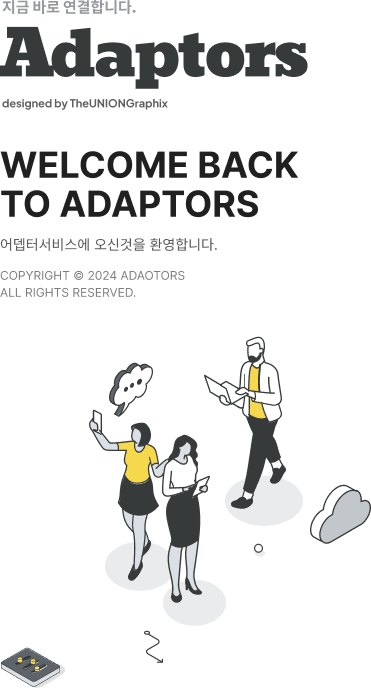 지금 바로 연결합니다.
Adaptors
designed by TheUNIONGraphix
WELCOME BACK
TO ADAPTORS
어뎁터서비스에 오신것을 환영합니다.
COPYRIGHT © 2024 ADAOTORS
ALL RIGHTS RESERVED.